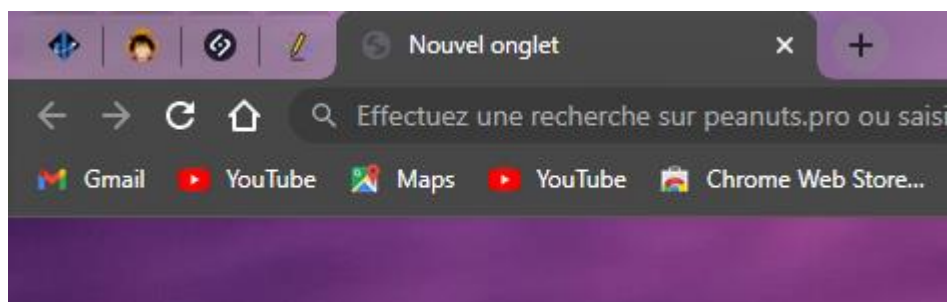 Nouvel onglet
Effectuez une recherche sur peanuts.pro ou saisi
Gmail YouTube Maps YouTube Chrome Web Store...